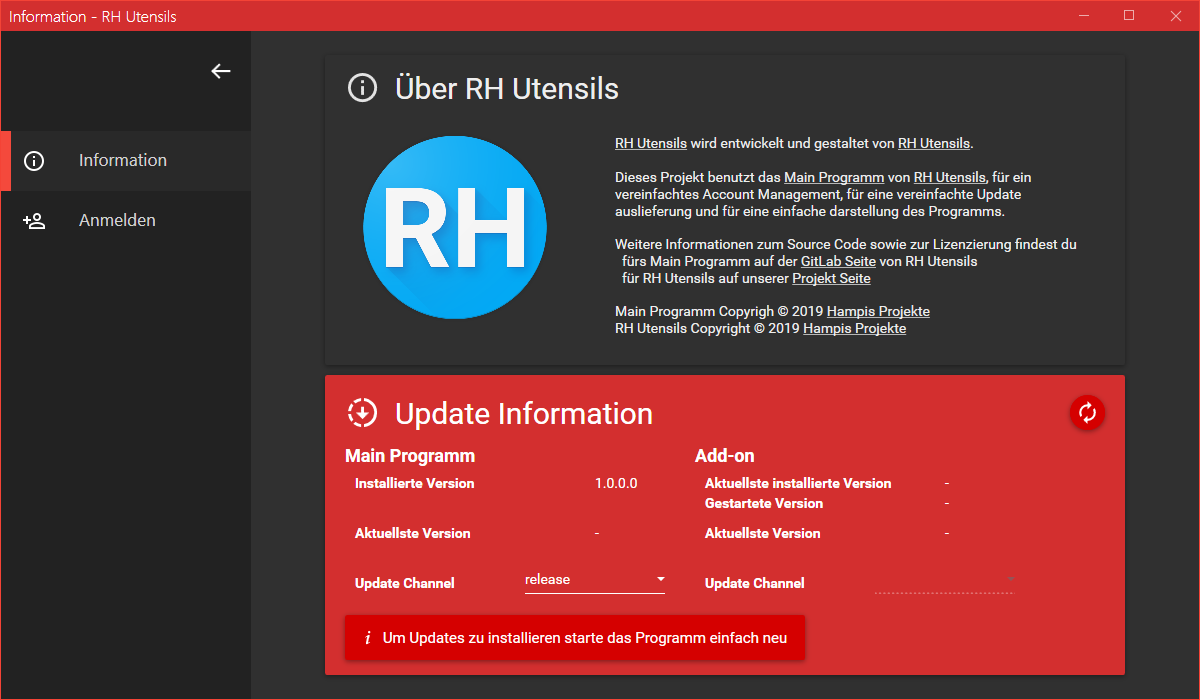 Information - RH Utensils
Information
Anmelden
Über RH Utensils
RH
RH Utensils wird entwickelt und gestaltet von RH Utensils.
Dieses Projekt benutzt das Main Programm von RH Utensils, für ein
vereinfachtes Account Management, für eine vereinfachte Update
auslieferung und für eine einfache darstellung des Programms.
Weitere Informationen zum Source Code sowie zur Lizenzierung findest du
fürs Main Programm auf der GitLab Seite von RH Utensils
für RH Utensils auf unserer Projekt Seite
Main Programm Copyrigh © 2019 Hampis Projekte
RH Utensils Copyright © 2019 Hampis Projekte
Update Information
Main Programm
Installierte Version 1.0.0.0
Aktuellste Version -
Update Channel release
Add-on
Aktuellste installierte Version -
Gestartete Version -
Aktuellste Version -
Update Channel
i Um Updates zu installieren starte das Programm einfach neu